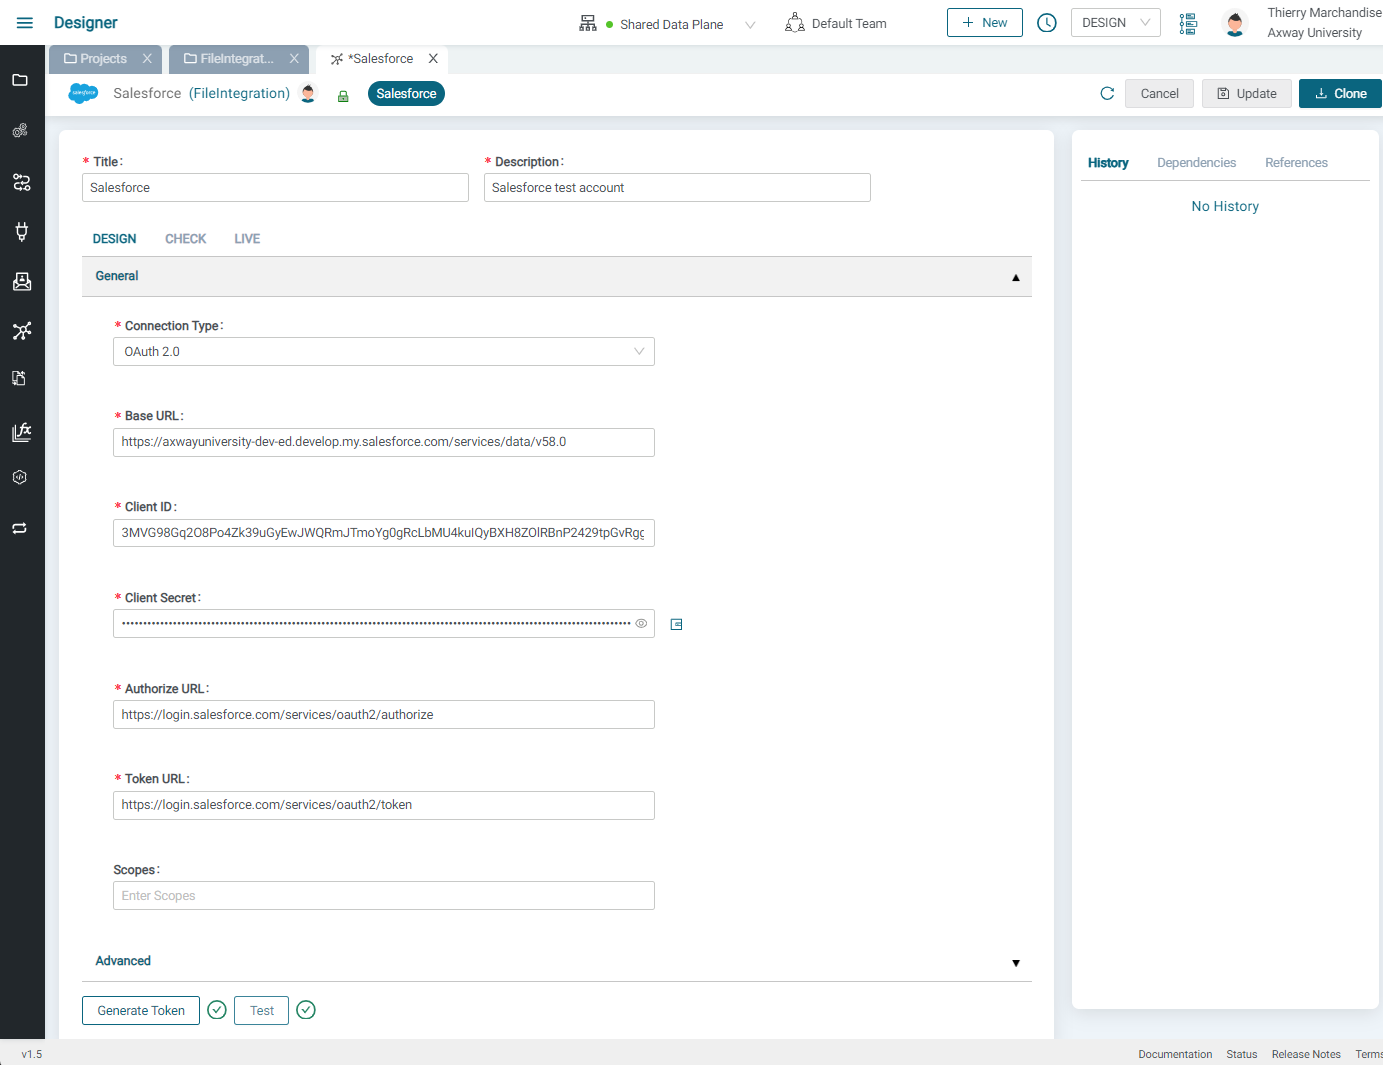 Designer
Shared Data Plane
Default Team
+ New
DESIGN
Thierry Marchandise
Axway University
Projects X
FileIntegrat... X
*Salesforce X
salesforce
Salesforce (FileIntegration)
Salesforce
Cancel
Update
Clone
* Title:
* Description:
Salesforce
Salesforce test account
DESIGN CHECK LIVE
General
* Connection Type:
OAuth 2.0
* Base URL:
https://axwayuniversity-dev-ed.develop.my.salesforce.com/services/data/v58.0
* Client ID:
3MVG98Gq2O8Po4Zk39uGyEwJWQRmJTmoYg0gRcLbMU4kuIQyBXH8ZOlRBnP2429tpGvRgg
* Client Secret:
* Authorize URL:
https://login.salesforce.com/services/oauth2/authorize
* Token URL:
https://login.salesforce.com/services/oauth2/token
Scopes:
Enter Scopes
Advanced
Generate Token
Test
History Dependencies References
No History
v1.5
Documentation Status Release Notes Terms